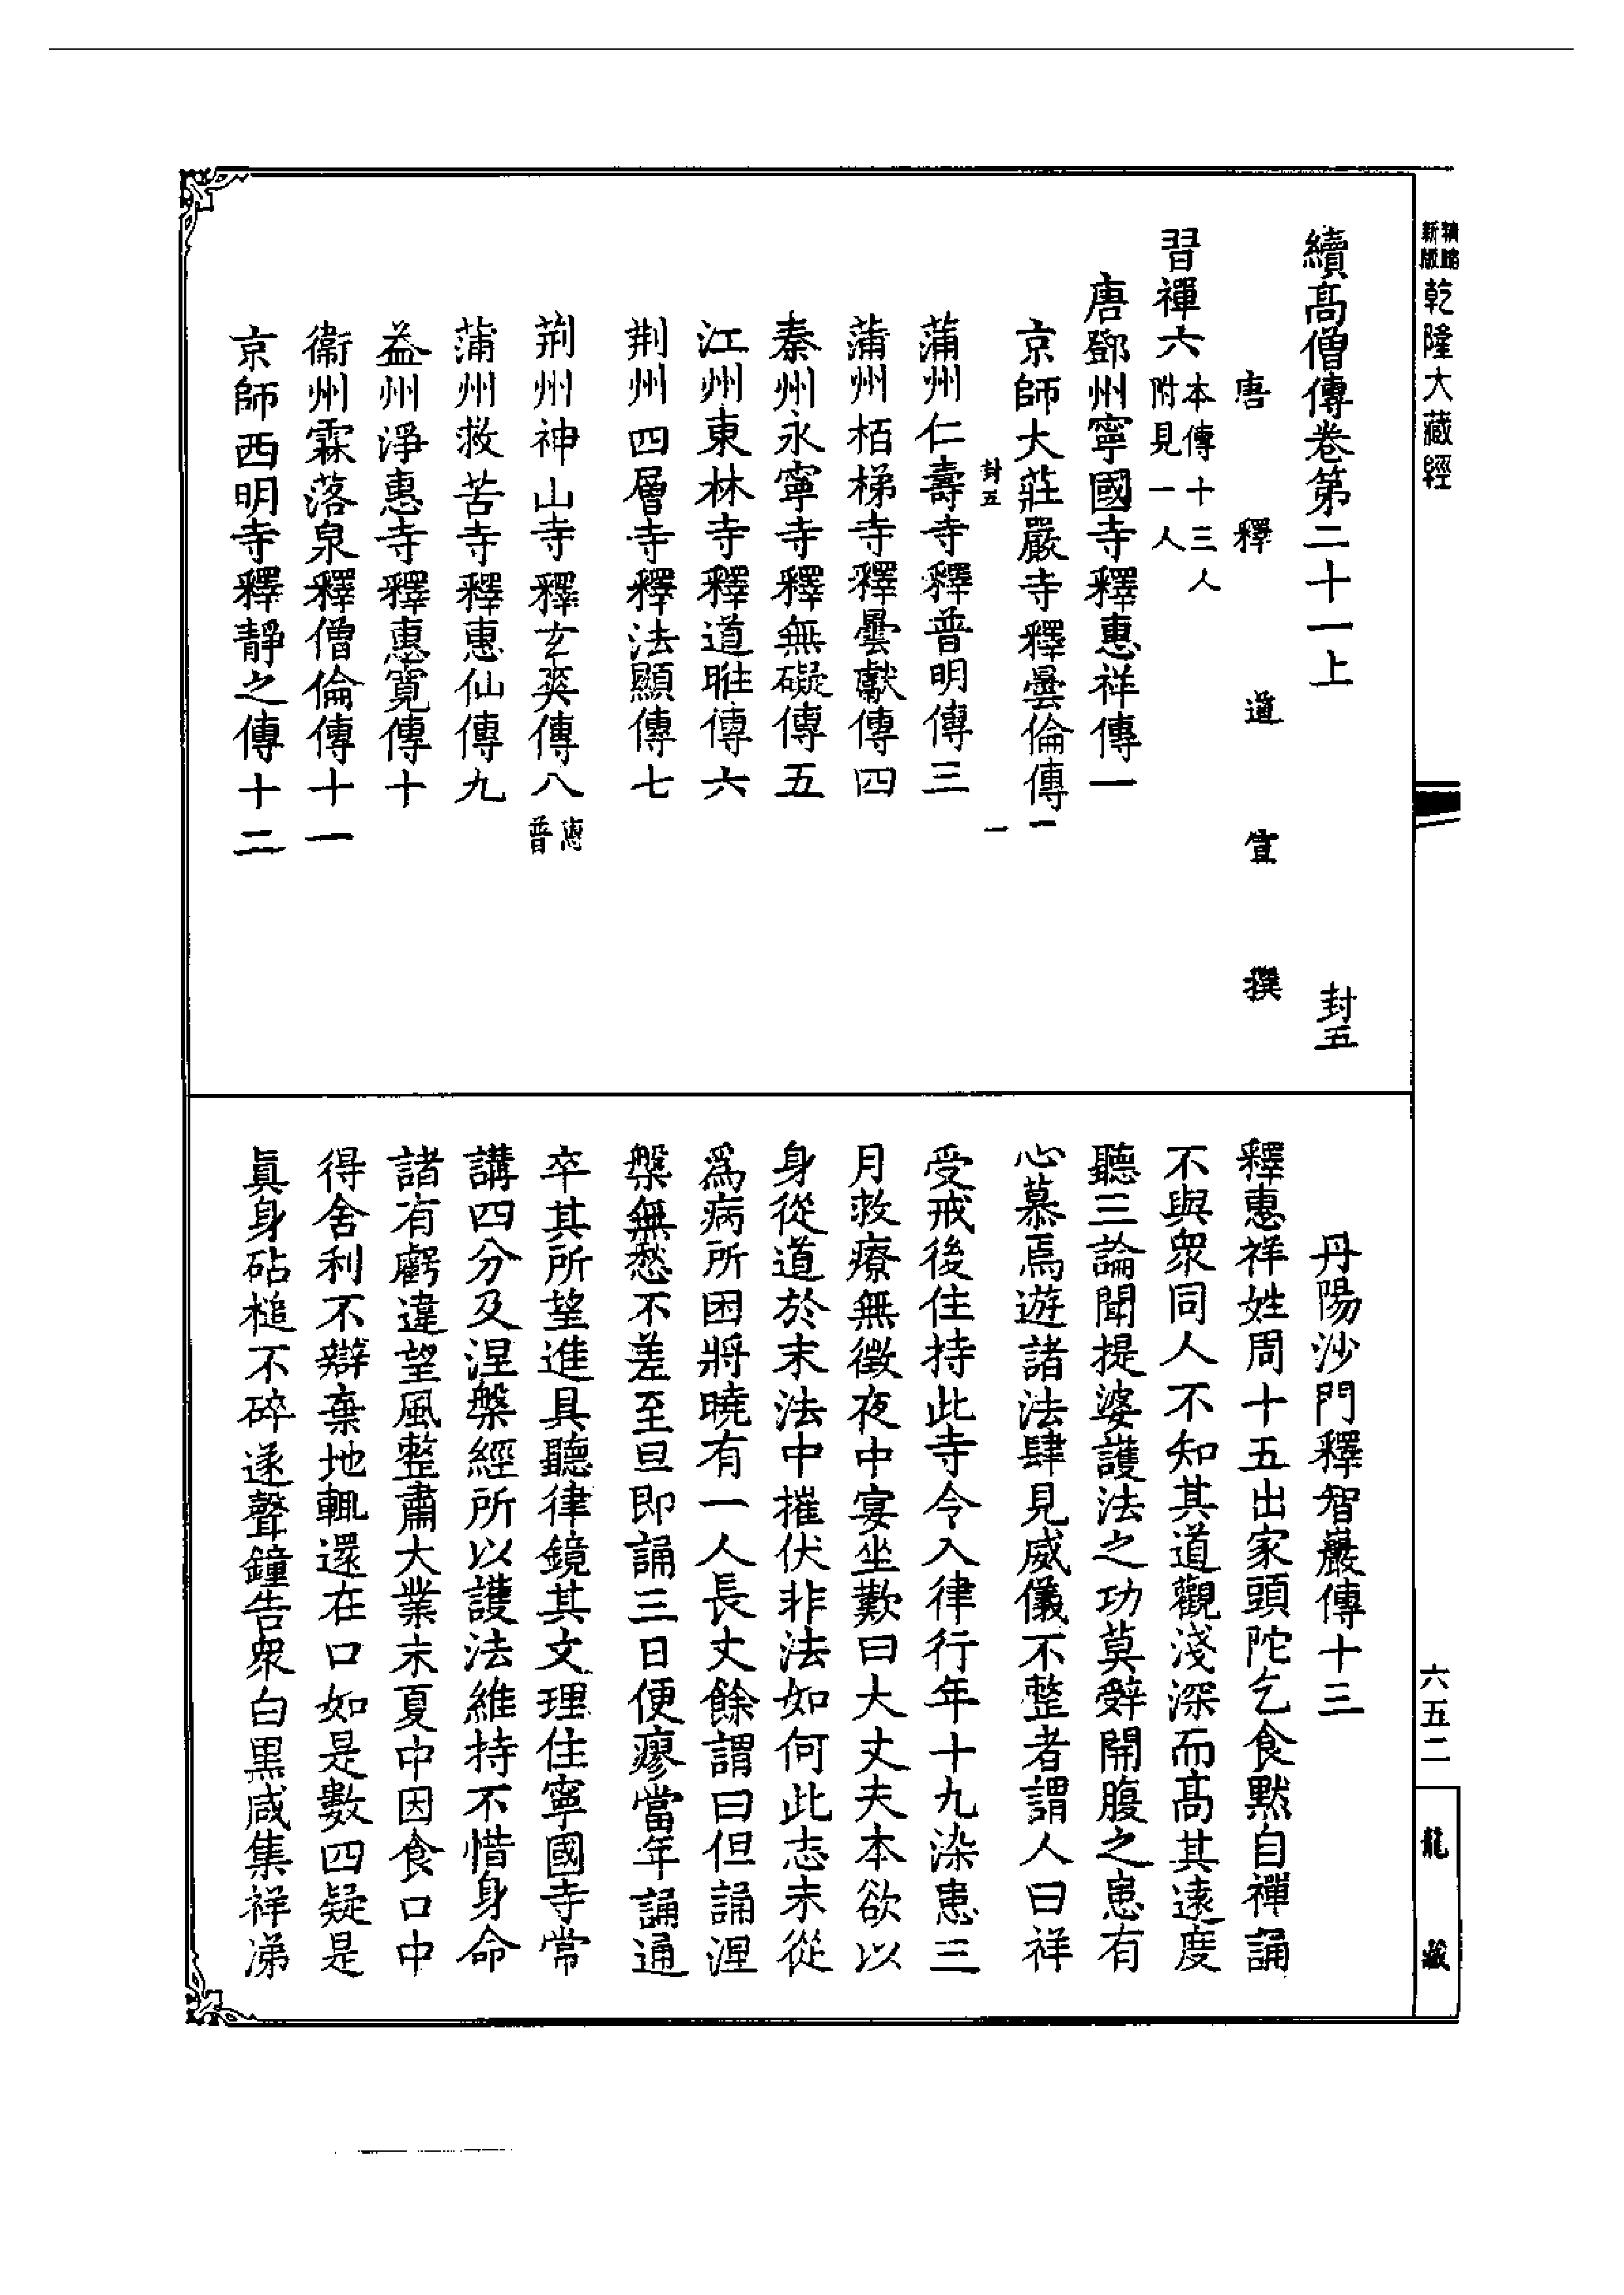 新版
乾隆大藏經
續高僧傳卷第二十一上　封五
唐釋道宣撰
習禪六本傳十三人附見一人
唐鄧州寧國寺釋惠祥傳一
京師大莊嚴寺釋曇倫傳二
封五　一
蒲州仁壽寺釋普明傳三
蒲州栢梯寺釋曇獻傳四
秦州永寧寺釋無礙傳五
江州東林寺釋道暀傳六
荆州四層寺釋法顯傳七
荆州神山寺釋玄爽傳八惠普
蒲州救苦寺釋惠仙傳九
益州淨惠寺釋惠寬傳十
衞州霖落泉釋僧倫傳十一
京師西明寺釋靜之傳十二
丹陽沙門釋智巖傳十三
釋惠祥姓周十五出家頭陀乞食默自禪誦
不與衆同人不知其道觀淺深而高其遠度
聽三論聞提婆護法之功莫辭開腹之患有
心慕焉遊諸法肆見威儀不整者謂人曰祥
受戒後住持此寺令入律行年十九染患三
月救療無徵夜中宴坐歎曰大丈夫本欲以
身從道於末法中摧伏非法如何此志未從
爲病所困將曉有一人長丈餘謂曰但誦涅
槃無愁不差至旦即誦三日便瘳當年誦通
卒其所望進具聽律鏡其文理住寧國寺常
講四分及涅槃經所以護法維持不惜身命
諸有虧違望風整肅大業末夏中因食口中
得舍利不辯棄地輒還在口如是數四疑是
眞身砧槌不碎遂聲鐘告衆白黑咸集祥涕
六五二
龍藏